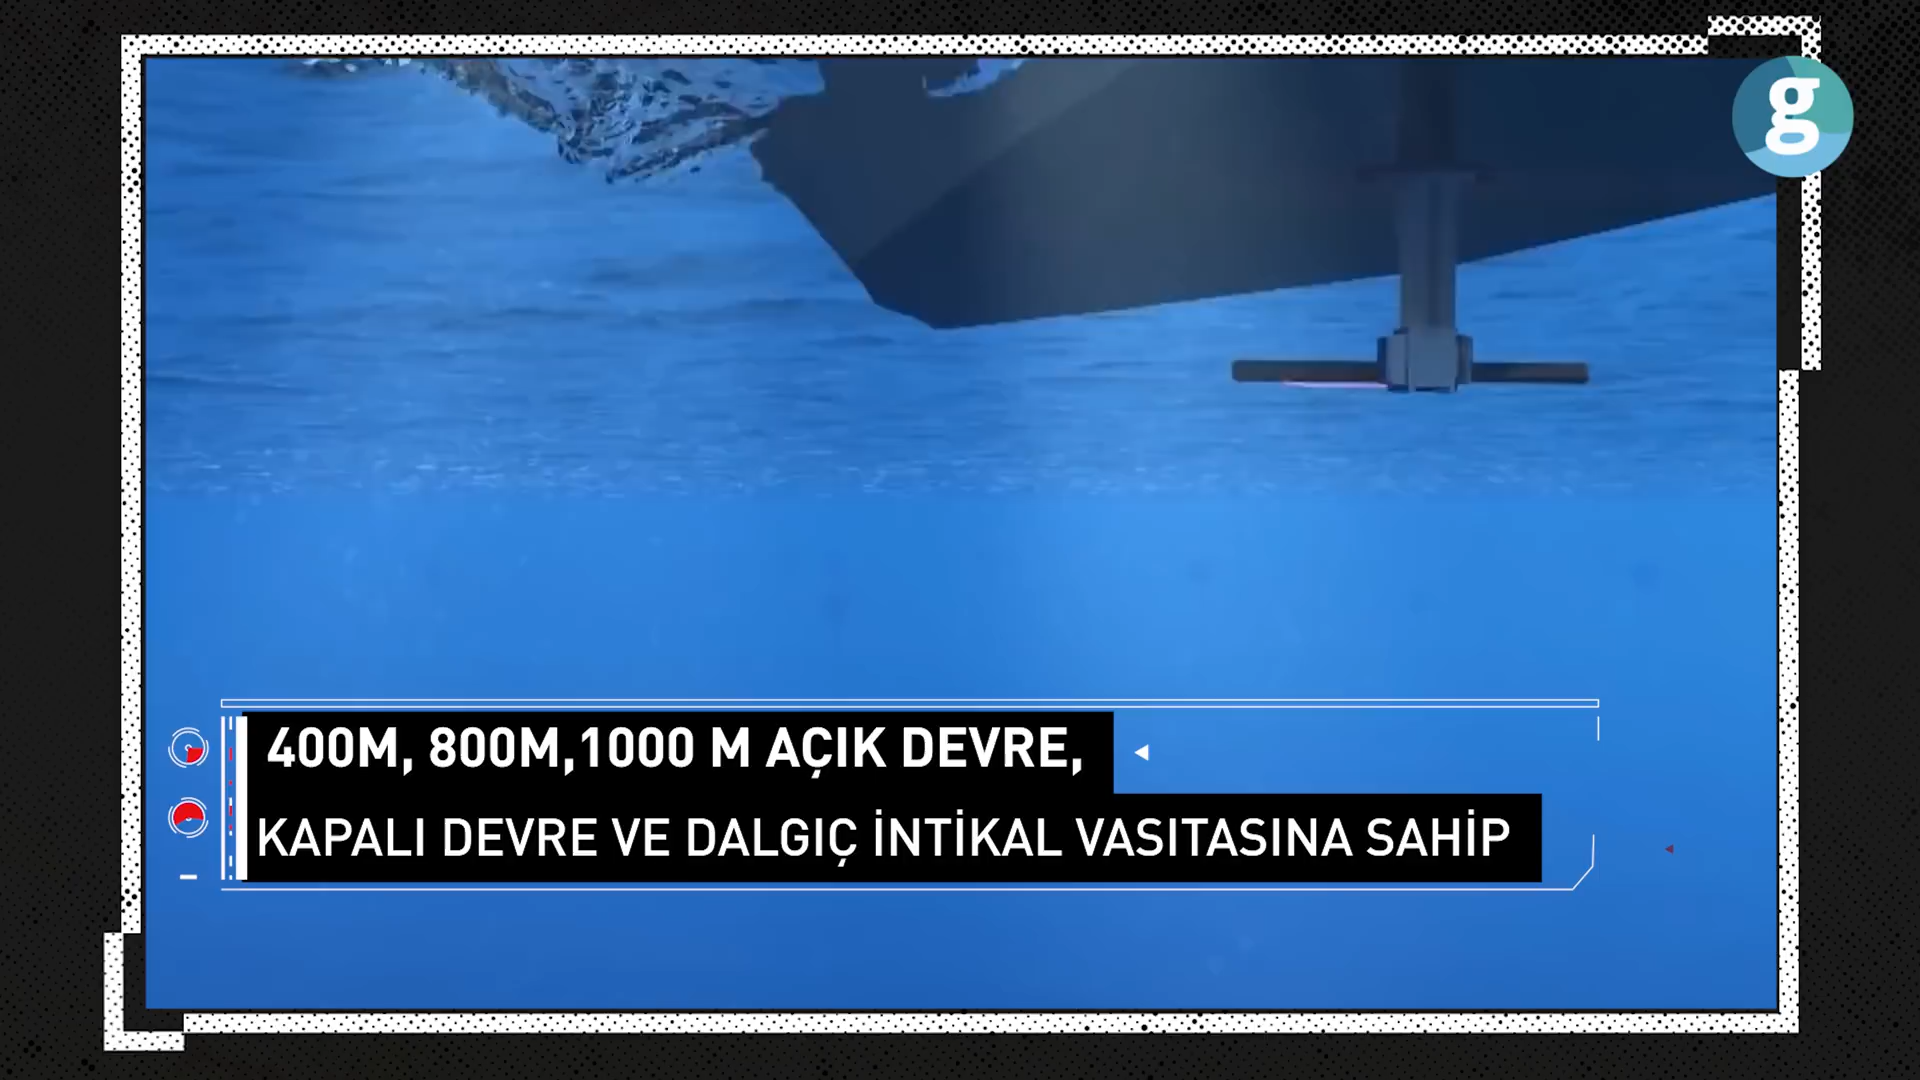 g
400M, 800M,1000 M AÇIK DEVRE,
KAPALI DEVRE VE DALGIÇ İNTİKAL VASITASINA SAHİP